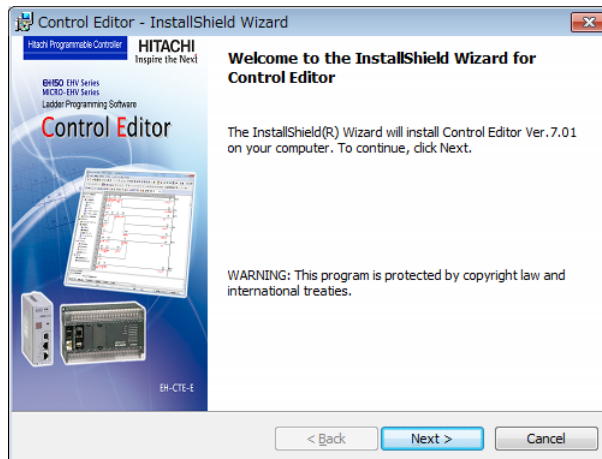 Control Editor - InstallShield Wizard
Hitachi Programmable Controller
HITACHI
Inspire the Next
EH150 EHV Series
MICRO-EHV Series
Ladder Programming Software
Control Editor
EH-CTE-E
Welcome to the InstallShield Wizard for
Control Editor
The InstallShield(R) Wizard will install Control Editor Ver.7.01
on your computer. To continue, click Next.
WARNING: This program is protected by copyright law and
international treaties.
< Back
Next >
Cancel